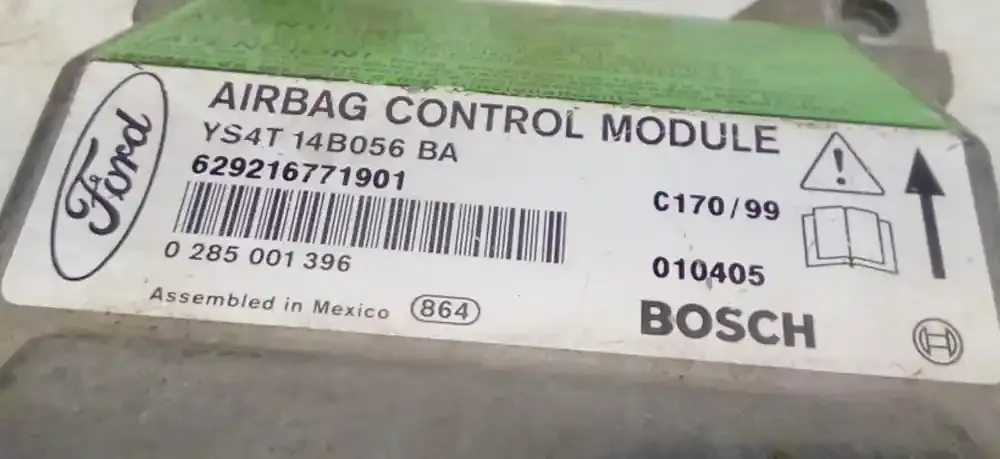 Ford
AIRBAG CONTROL MODULE
YS4T 14B056 BA
629216771901
C170/99
0 285 001 396
010405
Assembled in Mexico 864
BOSCH